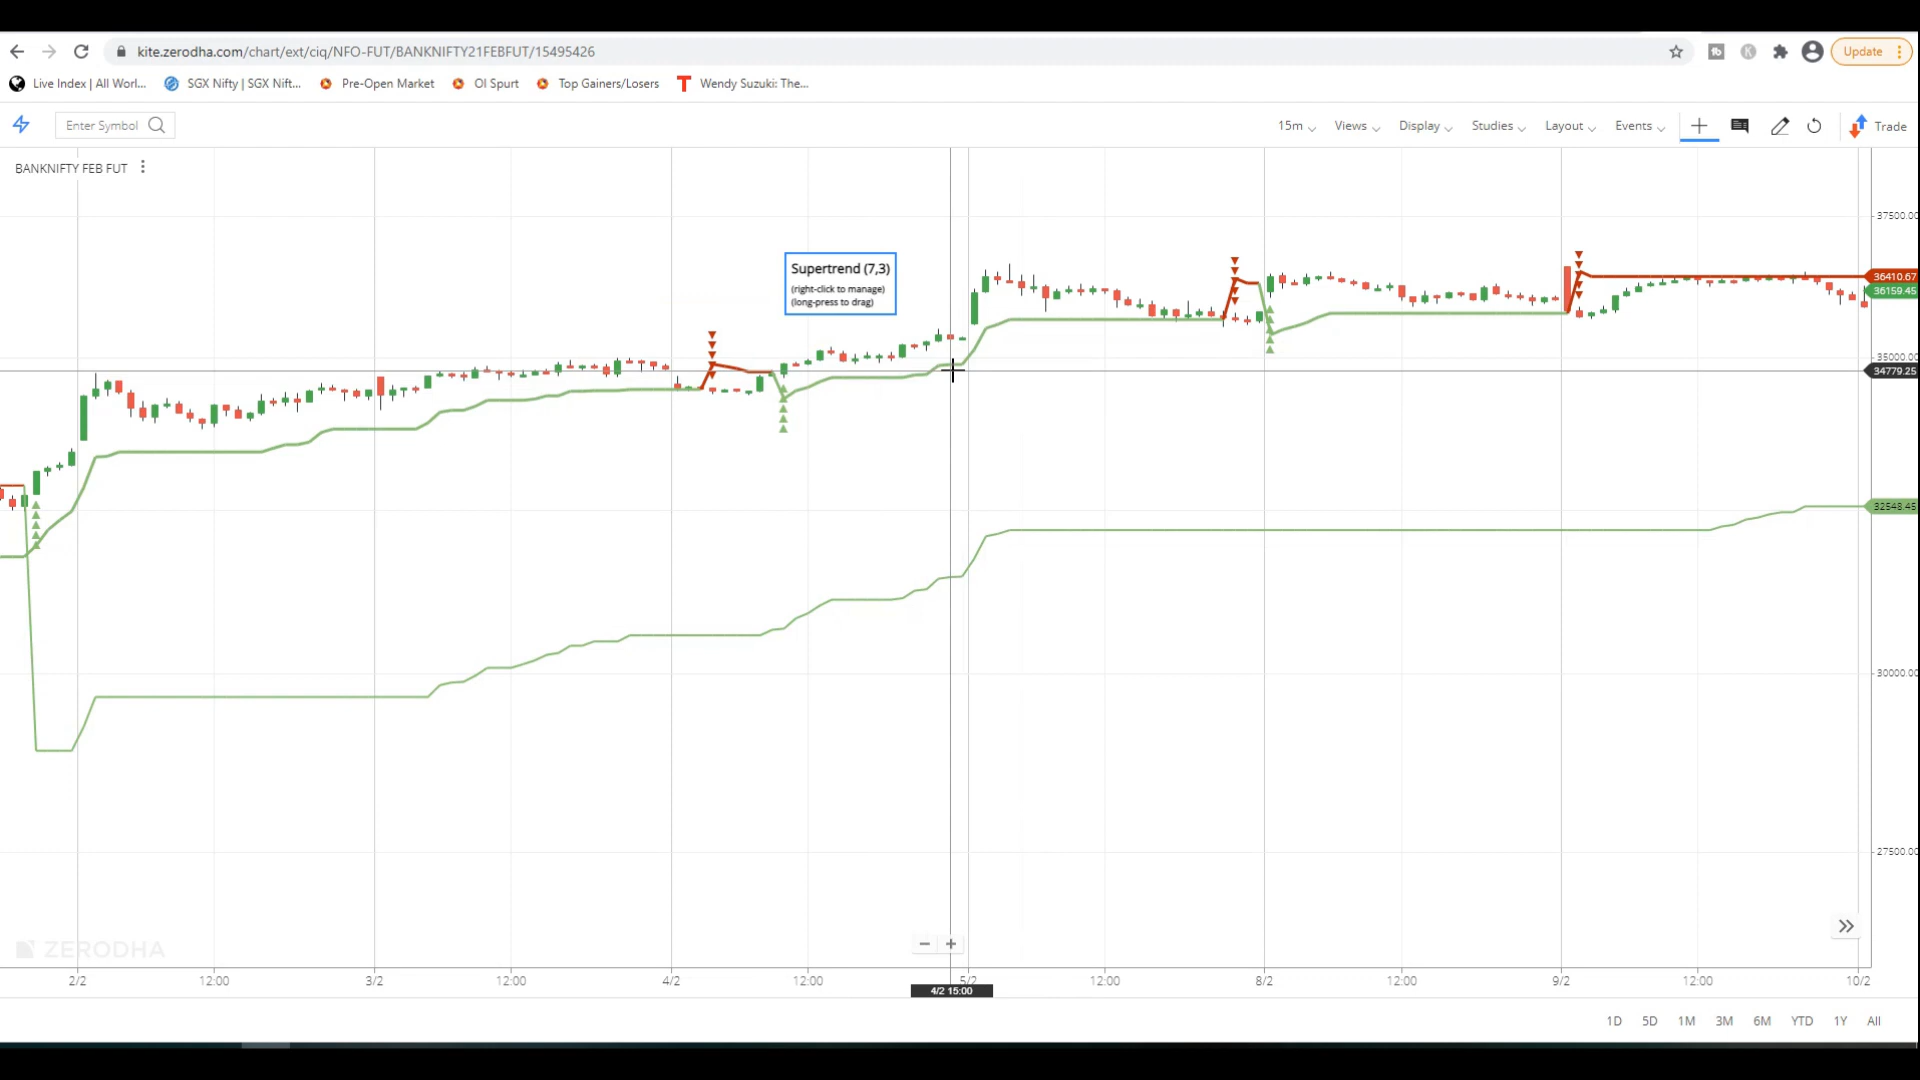 kite.zerodha.com/chart/ext/ciq/NFO-FUT/BANKNIFTY21FEBFUT/15495426
Update
Live Index | All Worl...
SGX Nifty | SGX Nift...
Pre-Open Market
OI Spurt
Top Gainers/Losers
Wendy Suzuki: The...
Enter Symbol
15m
Views
Display
Studies
Layout
Events
Trade
BANKNIFTY FEB FUT
Supertrend (7,3)
(right-click to manage)
(long-press to drag)
37500.00
36410.67
36159.45
35000.00
34779.25
32548.45
30000.00
27500.00
ZERODHA
2/2
12:00
3/2
12:00
4/2
12:00
5/2
12:00
8/2
12:00
9/2
12:00
10/2
4/2 15:00
1D
5D
1M
3M
6M
YTD
1Y
All